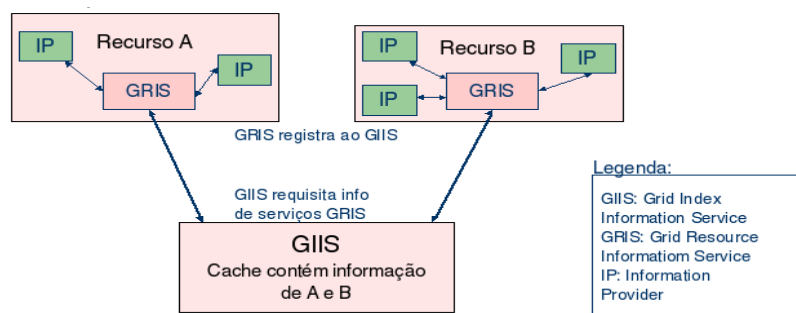 Recurso A
IP
IP
GRIS
Recurso B
IP
IP
IP
GRIS
GRIS registra ao GIIS
GIIS requisita info
de serviços GRIS
GIIS
Cache contém informação
de A e B
Legenda:
GIIS: Grid Index
Information Service
GRIS: Grid Resource
Informatiom Service
IP: Information
Provider